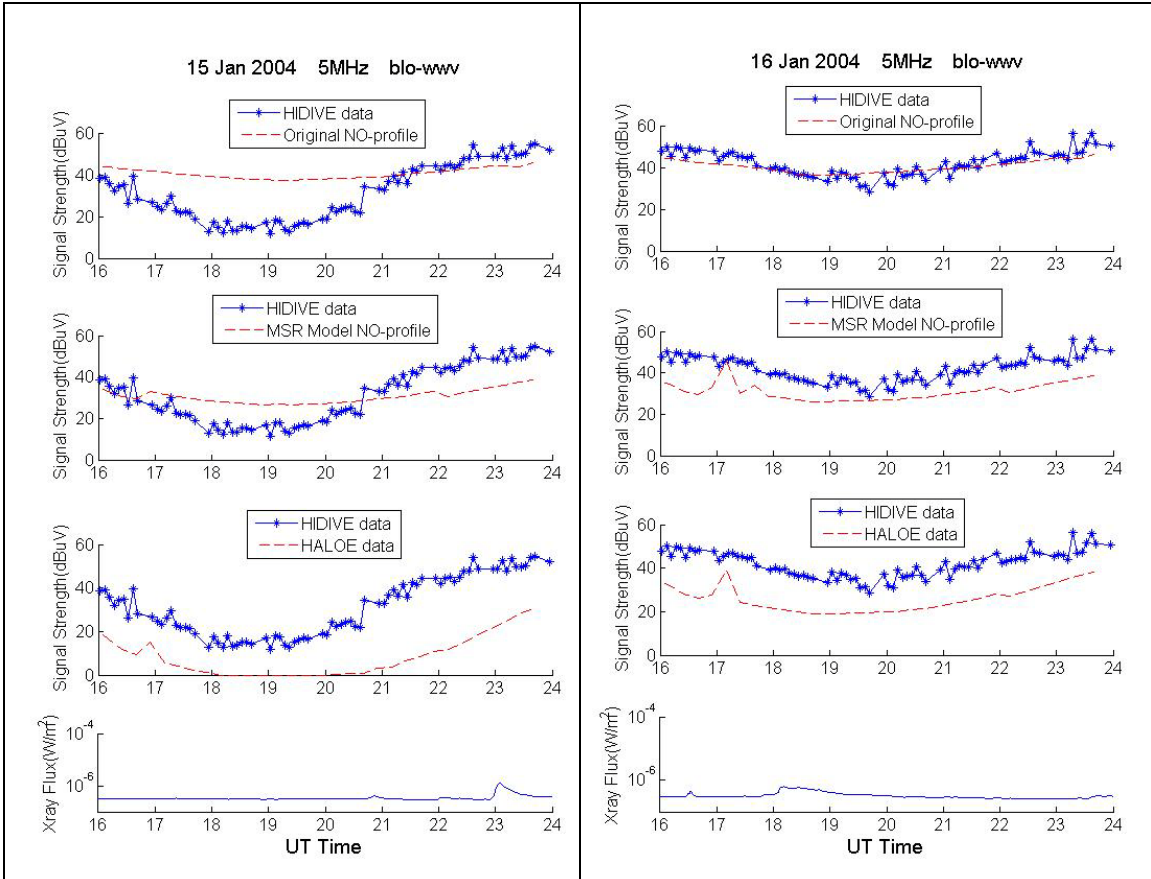 15 Jan 2004 5MHz blo-wwv
HIDIVE data
Original NO-profile
Signal Strength(dBuV)
60
40
20
0
16 17 18 19 20 21 22 23 24
HIDIVE data
MSR Model NO-profile
Signal Strength(dBuV)
60
40
20
0
16 17 18 19 20 21 22 23 24
HIDIVE data
HALOE data
Signal Strength(dBuV)
60
40
20
0
16 17 18 19 20 21 22 23 24
Xray Flux(W/m²)
10⁻⁴
10⁻⁶
16 17 18 19 20 21 22 23 24
UT Time
16 Jan 2004 5MHz blo-wwv
HIDIVE data
Original NO-profile
Signal Strength(dBuV)
60
40
20
0
16 17 18 19 20 21 22 23 24
HIDIVE data
MSR Model NO-profile
Signal Strength(dBuV)
60
40
20
0
16 17 18 19 20 21 22 23 24
HIDIVE data
HALOE data
Signal Strength(dBuV)
60
40
20
0
16 17 18 19 20 21 22 23 24
Xray Flux(W/m²)
10⁻⁴
10⁻⁶
16 17 18 19 20 21 22 23 24
UT Time